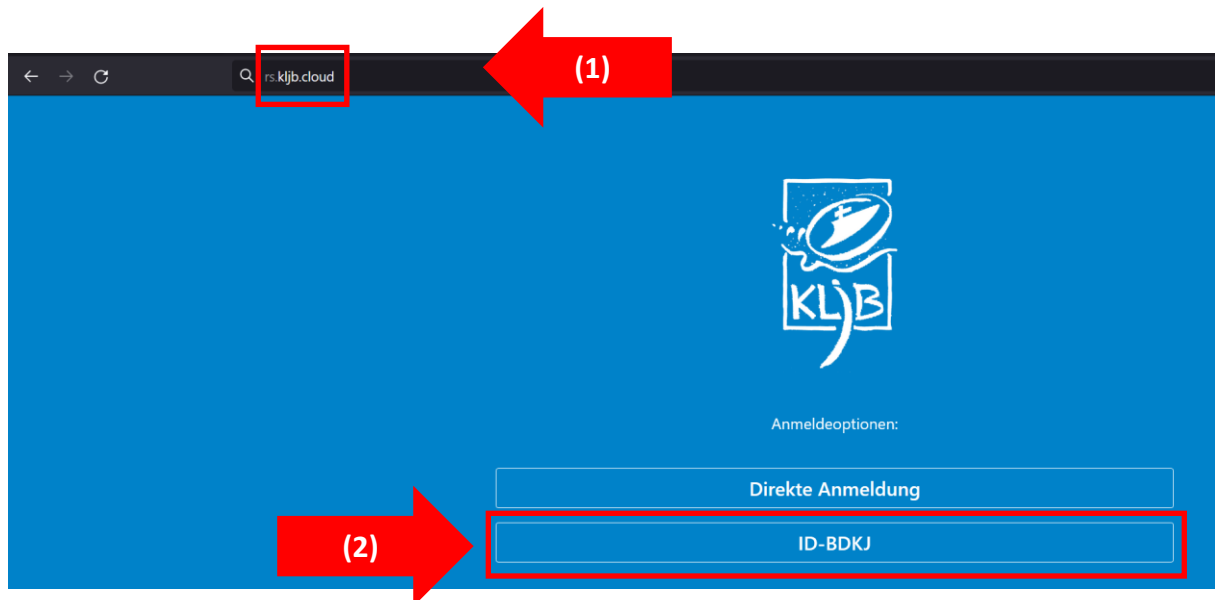 (1)
rs.kljb.cloud
KLJB
Anmeldeoptionen:
Direkte Anmeldung
(2)
ID-BDKJ